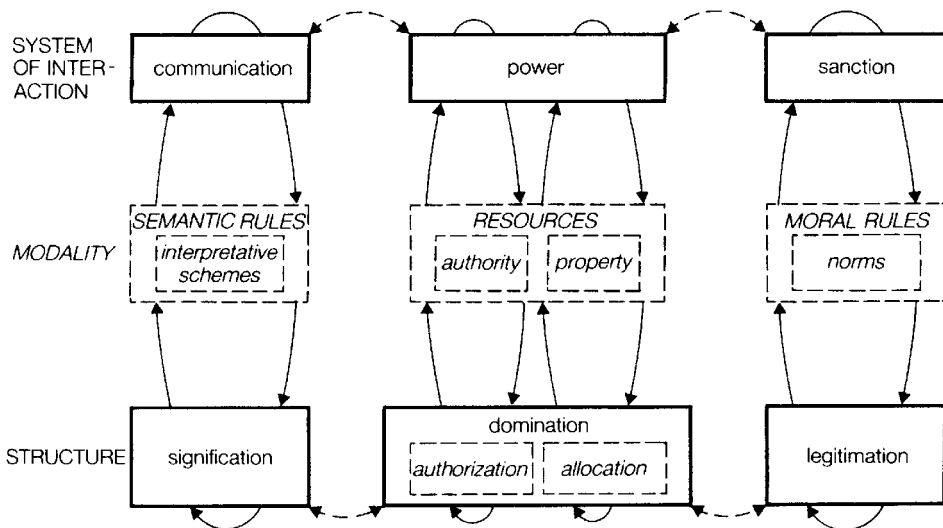 SYSTEM
OF INTER-
ACTION
communication
power
sanction
MODALITY
SEMANTIC RULES
interpretative
schemes
RESOURCES
authority
property
MORAL RULES
norms
STRUCTURE
signification
domination
authorization
allocation
legitimation